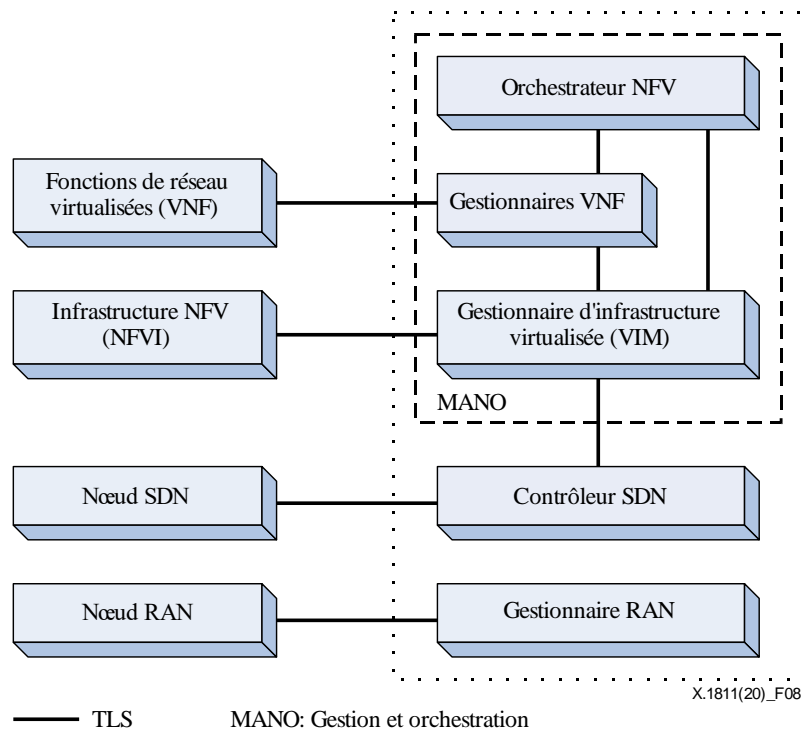 Orchestrateur NFV
Fonctions de réseau
virtualisées (VNF)
Gestionnaires VNF
Infrastructure NFV
(NFVI)
Gestionnaire d'infrastructure
virtualisée (VIM)
MANO
Nœud SDN
Contrôleur SDN
Nœud RAN
Gestionnaire RAN
X.1811(20)_F08
TLS
MANO: Gestion et orchestration